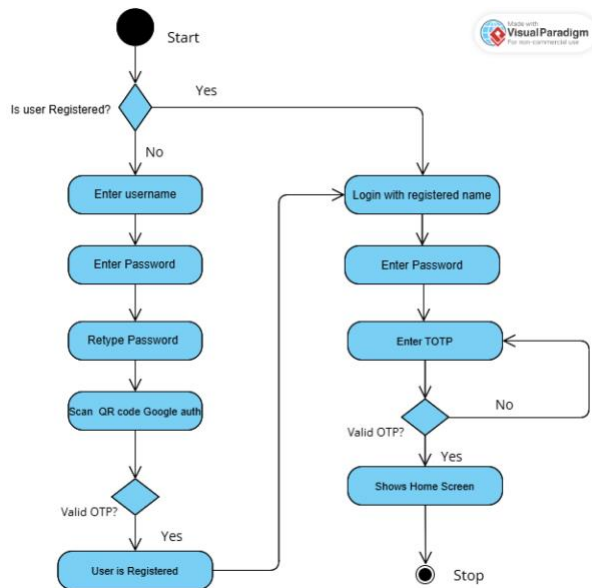 Made with
VisualParadigm
For non-commercial use
Start
Is user Registered?
Yes
No
Enter username
Enter Password
Retype Password
Scan QR code Google auth
Valid OTP?
Yes
User is Registered
Login with registered name
Enter Password
Enter TOTP
No
Valid OTP?
Yes
Shows Home Screen
Stop